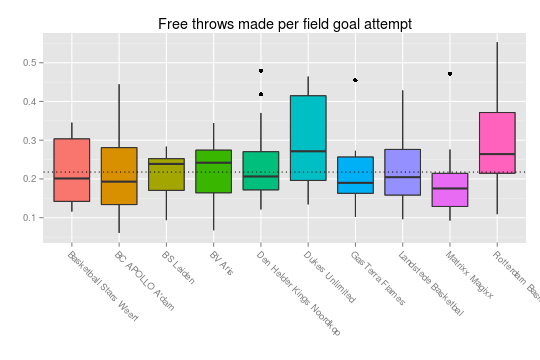 Free throws made per field goal attempt
0.5
0.4
0.3
0.2
0.1
Basketball Stars Weert
BC APOLLO A'dam
BS Leiden
BV Aris
Den Helder Kings Noordkop
Dukes Unlimited
GasTerra Flames
Landstede Basketbal
Matrixx Magixx
Rotterdam Bas